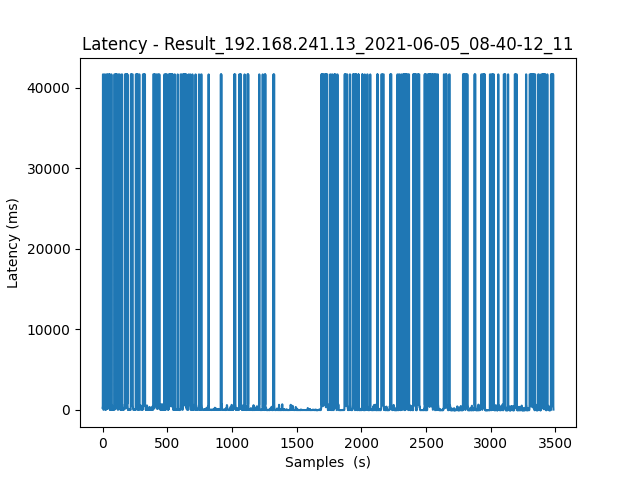 Latency - Result_192.168.241.13_2021-06-05_08-40-12_11
Latency (ms)
40000
30000
20000
10000
0
0 500 1000 1500 2000 2500 3000 3500
Samples (s)